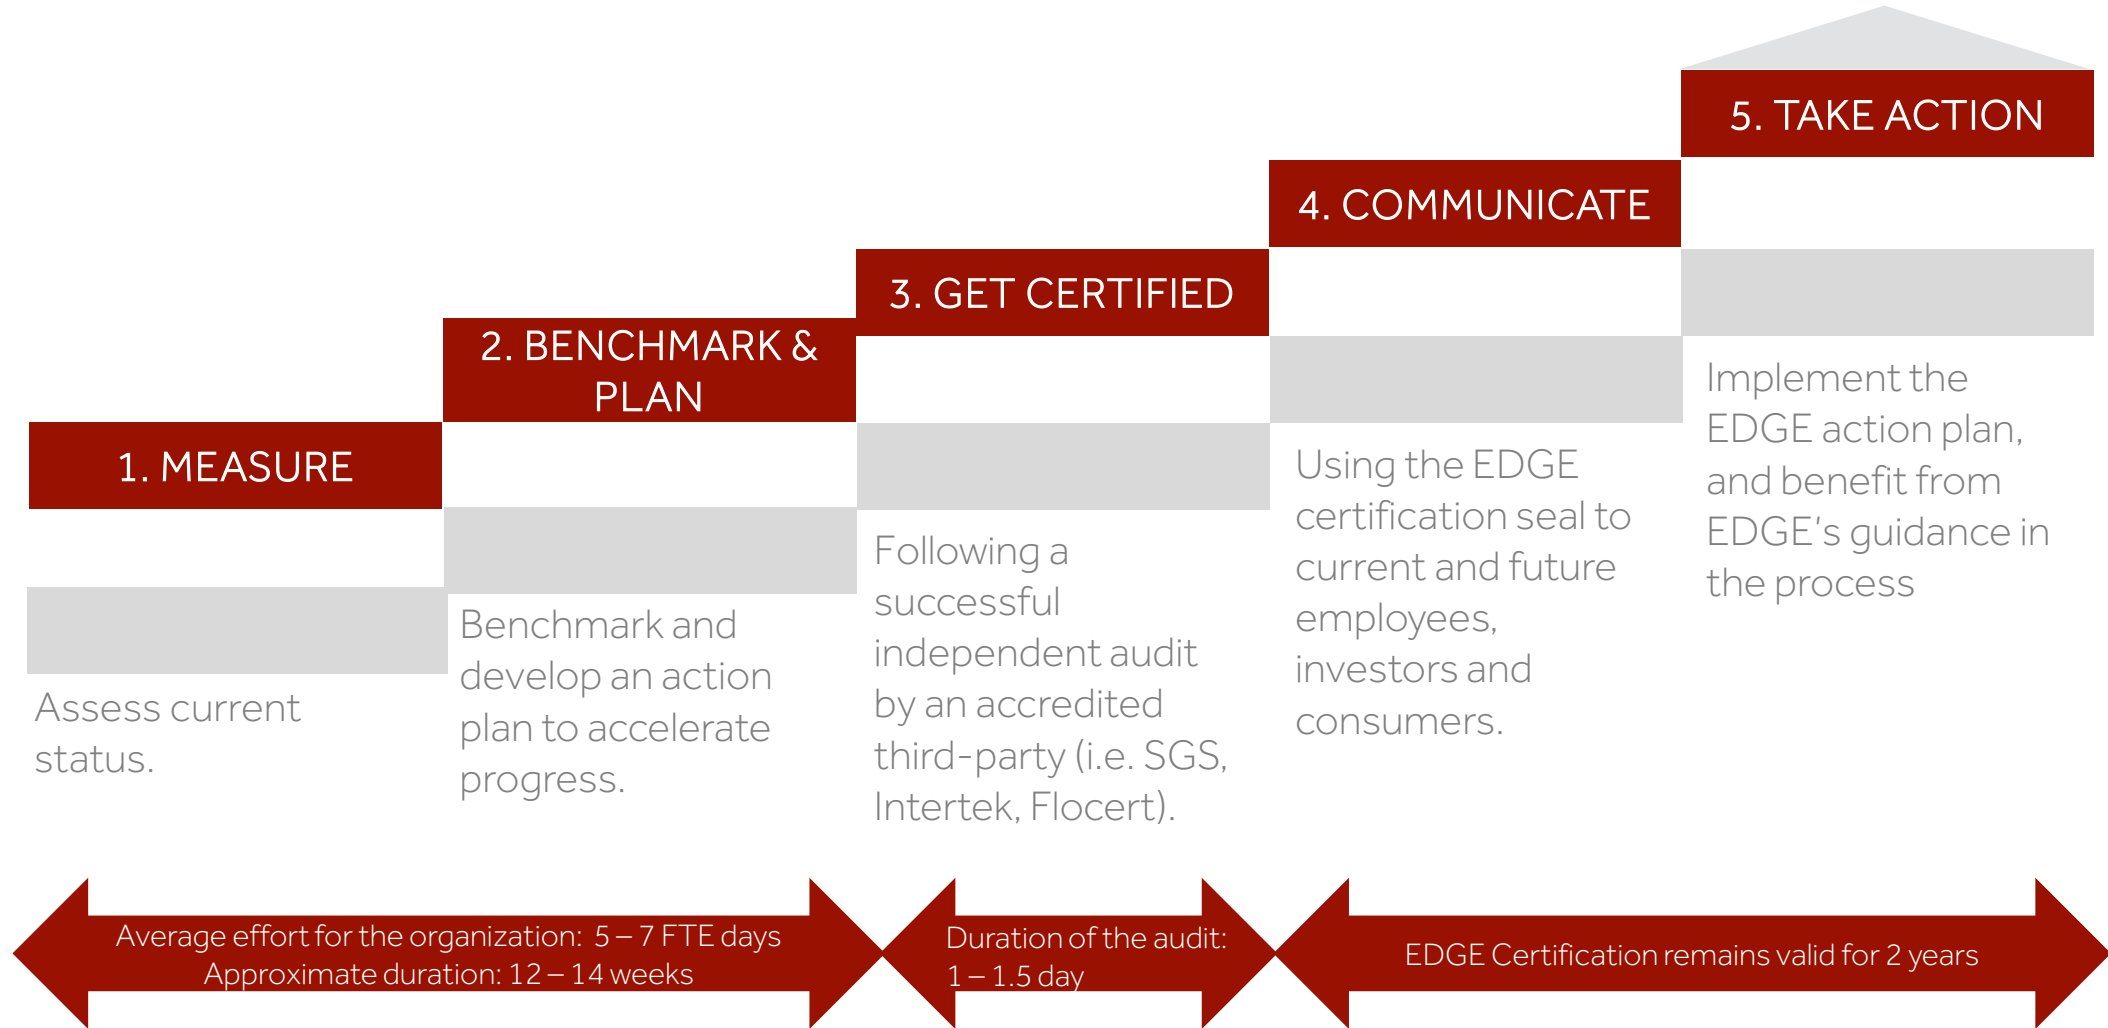 5. TAKE ACTION
4. COMMUNICATE
3. GET CERTIFIED
2. BENCHMARK &
PLAN
1. MEASURE
Assess current
status.
Benchmark and
develop an action
plan to accelerate
progress.
Following a
successful
independent audit
by an accredited
third-party (i.e. SGS,
Intertek, Flocert).
Using the EDGE
certification seal to
current and future
employees,
investors and
consumers.
Implement the
EDGE action plan,
and benefit from
EDGE's guidance in
the process
Average effort for the organization: 5 – 7 FTE days
Approximate duration: 12 – 14 weeks
Duration of the audit:
1 – 1.5 day
EDGE Certification remains valid for 2 years